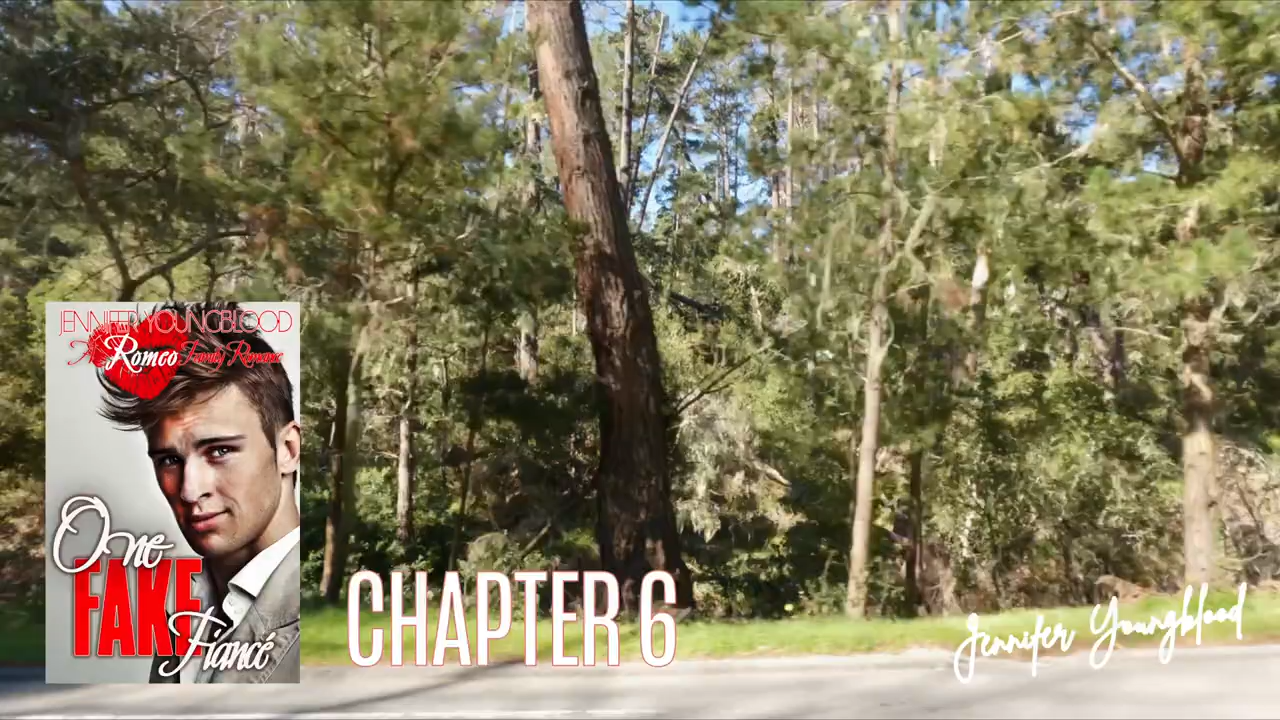 JENNIFER YOUNGBLOOD
A Romeo Family Romance
One
FAKE
Fiancé
CHAPTER 6
Jennifer Youngblood